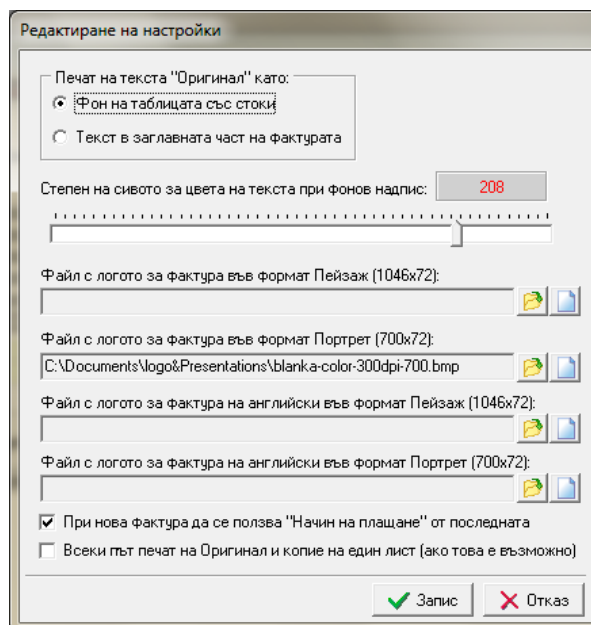 Редактиране на настройки
Печат на текста "Оригинал" като:
Фон на таблицата със стоки
Текст в заглавната част на фактурата
Степен на сивото за цвета на текста при фонов надпис: 208
Файл с логото за фактура във формат Пейзаж (1046x72):
Файл с логото за фактура във формат Портрет (700x72):
C:\Documents\logo&Presentations\blanka-color-300dpi-700.bmp
Файл с логото за фактура на английски във формат Пейзаж (1046x72):
Файл с логото за фактура на английски във формат Портрет (700x72):
При нова фактура да се ползва "Начин на плащане" от последната
Всеки път печат на Оригинал и копие на един лист (ако това е възможно)
Запис Отказ